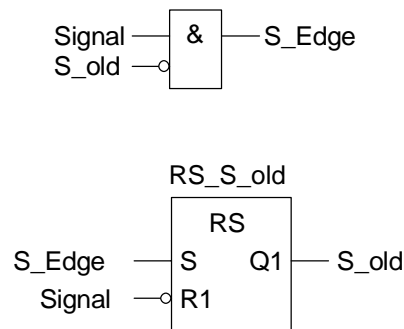 Signal & S_Edge
S_old
RS_S_old
RS
S_Edge S Q1 S_old
Signal R1